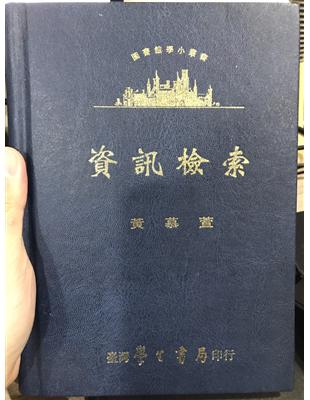 圖書館學小叢書
資訊檢索
黃慕萱
臺灣學生書局印行